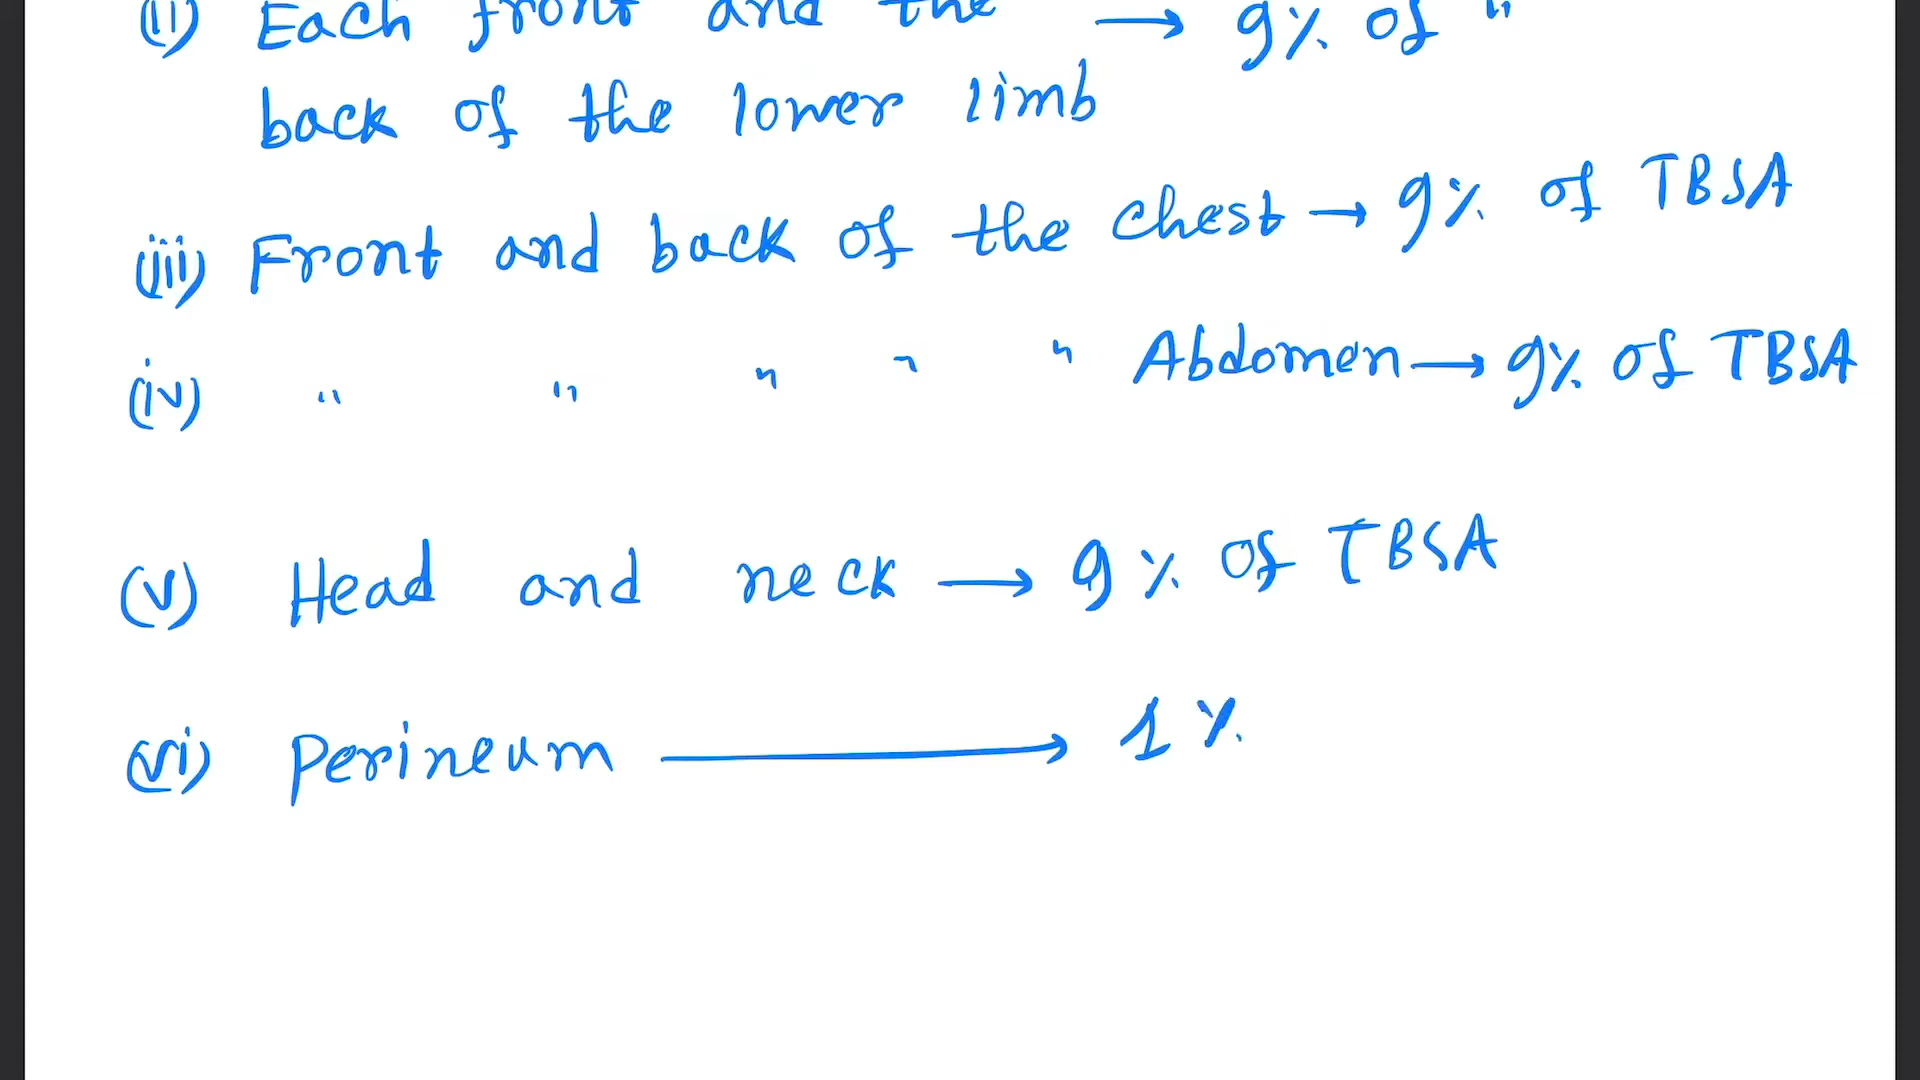 (ii) Each front and the → 9% of "
back of the lower limb
(iii) Front and back of the chest → 9% of TBSA
(iv) " " " " " Abdomen → 9% of TBSA
(v) Head and neck → 9% of TBSA
(vi) Perineum → 1%